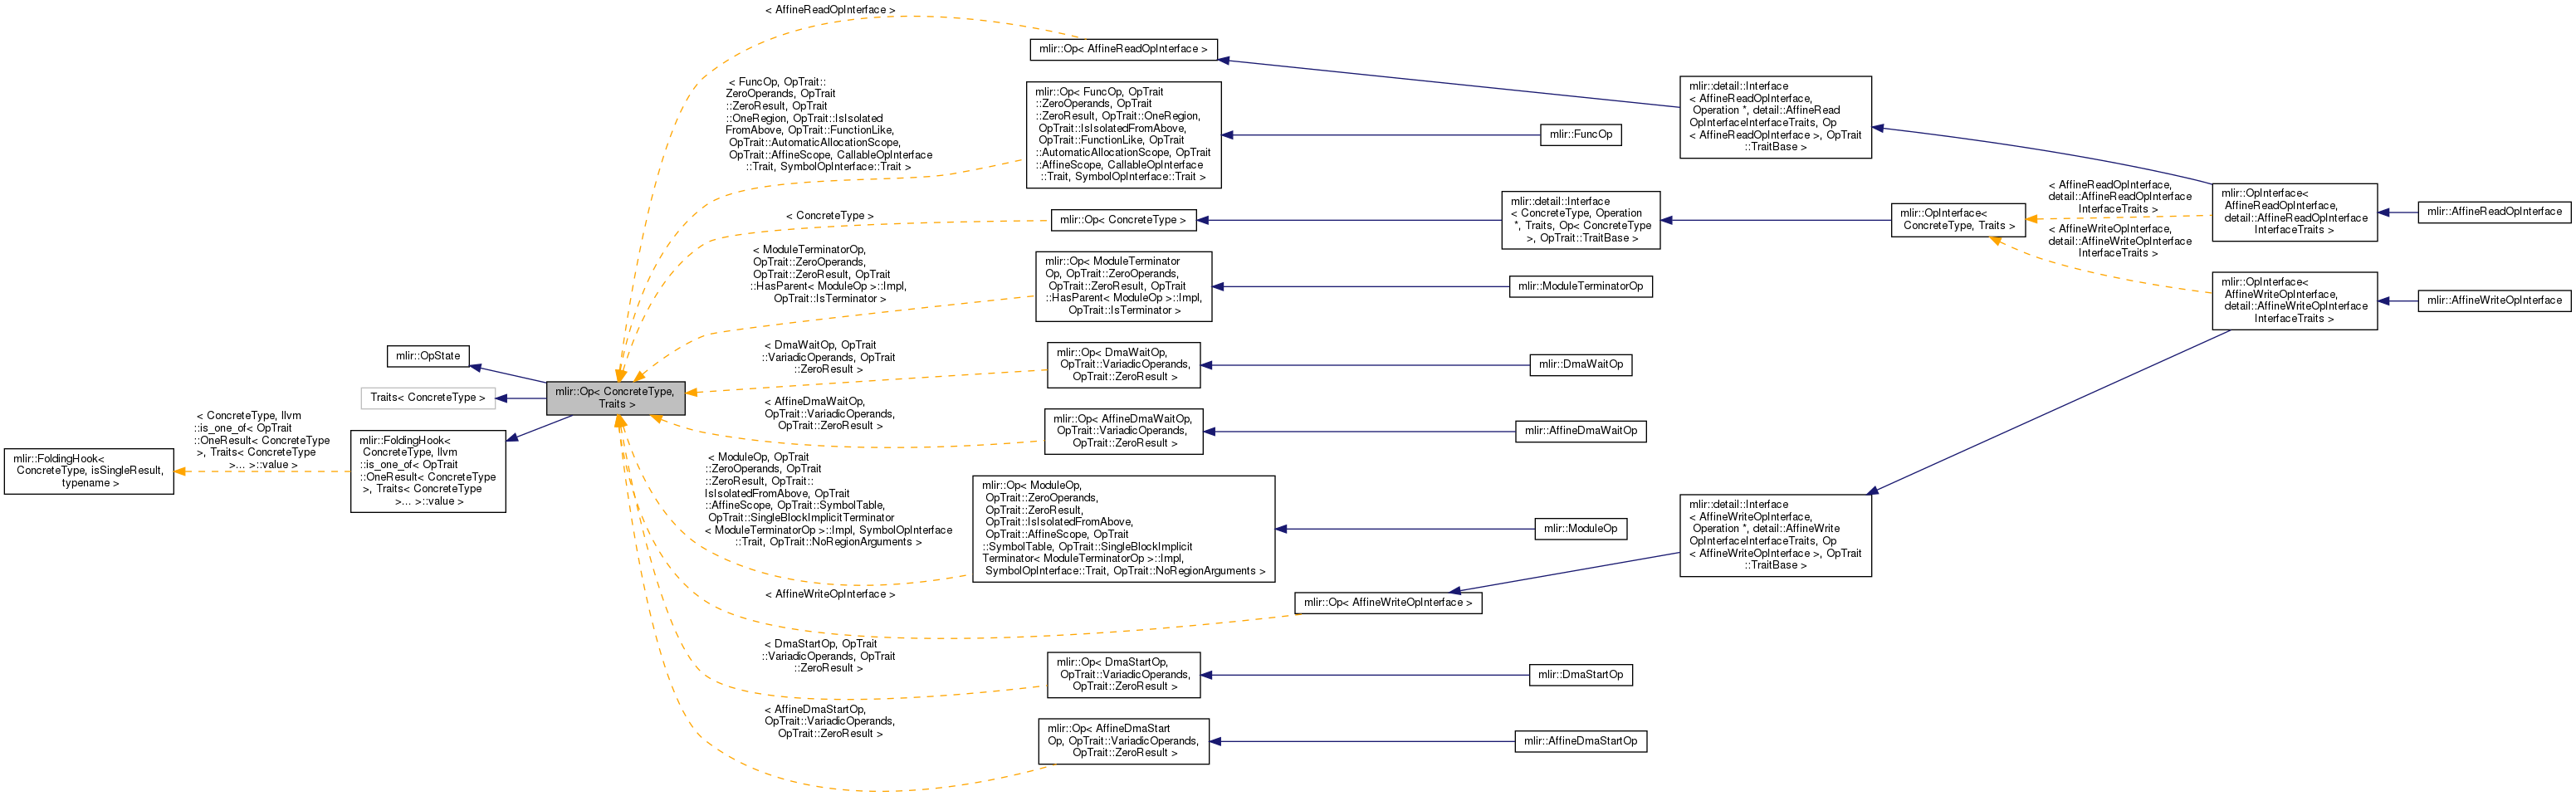 < AffineReadOpInterface >
mlir::Op< AffineReadOpInterface >
< FuncOp, OpTrait::
ZeroOperands, OpTrait
::ZeroResult, OpTrait
::OneRegion, OpTrait::IsIsolated
FromAbove, OpTrait::FunctionLike,
OpTrait::AutomaticAllocationScope,
OpTrait::AffineScope, CallableOpInterface
::Trait, SymbolOpInterface::Trait >
mlir::Op< FuncOp, OpTrait
::ZeroOperands, OpTrait
::ZeroResult, OpTrait::OneRegion,
OpTrait::IsIsolatedFromAbove,
OpTrait::FunctionLike, OpTrait
::AutomaticAllocationScope, OpTrait
::AffineScope, CallableOpInterface
::Trait, SymbolOpInterface::Trait >
mlir::FuncOp
mlir::detail::Interface
< AffineReadOpInterface,
Operation *, detail::AffineRead
OpInterfaceInterfaceTraits, Op
< AffineReadOpInterface >, OpTrait
::TraitBase >
< ConcreteType >
mlir::Op< ConcreteType >
mlir::detail::Interface
< ConcreteType, Operation
*, Traits, Op< ConcreteType
>, OpTrait::TraitBase >
mlir::OpInterface<
ConcreteType, Traits >
< AffineReadOpInterface,
detail::AffineReadOpInterface
InterfaceTraits >
< AffineWriteOpInterface,
detail::AffineWriteOpInterface
InterfaceTraits >
mlir::OpInterface<
AffineReadOpInterface,
detail::AffineReadOpInterface
InterfaceTraits >
mlir::AffineReadOpInterface
mlir::OpInterface<
AffineWriteOpInterface,
detail::AffineWriteOpInterface
InterfaceTraits >
mlir::AffineWriteOpInterface
< ModuleTerminatorOp,
OpTrait::ZeroOperands,
OpTrait::ZeroResult, OpTrait
::HasParent< ModuleOp >::Impl,
OpTrait::IsTerminator >
mlir::Op< ModuleTerminator
Op, OpTrait::ZeroOperands,
OpTrait::ZeroResult, OpTrait
::HasParent< ModuleOp >::Impl,
OpTrait::IsTerminator >
mlir::ModuleTerminatorOp
mlir::OpState
Traits< ConcreteType >
mlir::Op< ConcreteType,
Traits >
< ConcreteType, llvm
::is_one_of< OpTrait
::OneResult< ConcreteType
>, Traits< ConcreteType
>... >::value >
mlir::FoldingHook<
ConcreteType, isSingleResult,
typename >
mlir::FoldingHook<
ConcreteType, llvm
::is_one_of< OpTrait
::OneResult< ConcreteType
>, Traits< ConcreteType
>... >::value >
< DmaWaitOp, OpTrait
::VariadicOperands, OpTrait
::ZeroResult >
mlir::Op< DmaWaitOp,
OpTrait::VariadicOperands,
OpTrait::ZeroResult >
mlir::DmaWaitOp
< AffineDmaWaitOp,
OpTrait::VariadicOperands,
OpTrait::ZeroResult >
mlir::Op< AffineDmaWaitOp,
OpTrait::VariadicOperands,
OpTrait::ZeroResult >
mlir::AffineDmaWaitOp
< ModuleOp, OpTrait
::ZeroOperands, OpTrait
::ZeroResult, OpTrait::
IsIsolatedFromAbove, OpTrait
::AffineScope, OpTrait::SymbolTable,
OpTrait::SingleBlockImplicitTerminator
< ModuleTerminatorOp >::Impl, SymbolOpInterface
::Trait, OpTrait::NoRegionArguments >
mlir::Op< ModuleOp,
OpTrait::ZeroOperands,
OpTrait::ZeroResult,
OpTrait::IsIsolatedFromAbove,
OpTrait::AffineScope, OpTrait
::SymbolTable, OpTrait::SingleBlockImplicit
Terminator< ModuleTerminatorOp >::Impl,
SymbolOpInterface::Trait, OpTrait::NoRegionArguments >
mlir::ModuleOp
mlir::detail::Interface
< AffineWriteOpInterface,
Operation *, detail::AffineWrite
OpInterfaceInterfaceTraits, Op
< AffineWriteOpInterface >, OpTrait
::TraitBase >
< AffineWriteOpInterface >
mlir::Op< AffineWriteOpInterface >
< DmaStartOp, OpTrait
::VariadicOperands, OpTrait
::ZeroResult >
mlir::Op< DmaStartOp,
OpTrait::VariadicOperands,
OpTrait::ZeroResult >
mlir::DmaStartOp
< AffineDmaStartOp,
OpTrait::VariadicOperands,
OpTrait::ZeroResult >
mlir::Op< AffineDmaStart
Op, OpTrait::VariadicOperands,
OpTrait::ZeroResult >
mlir::AffineDmaStartOp